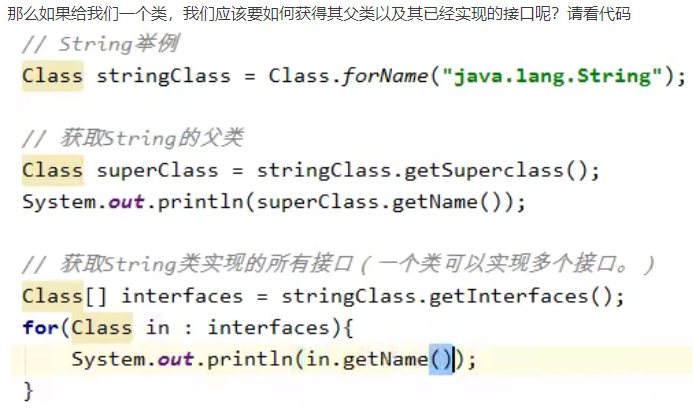 那么如果给我们一个类，我们应该要如何获得其父类以及其已经实现的接口呢？请看代码
// String举例
Class stringClass = Class.forName("java.lang.String");
// 获取String的父类
Class superClass = stringClass.getSuperclass();
System.out.println(superClass.getName());
// 获取String类实现的所有接口（一个类可以实现多个接口。）
Class[] interfaces = stringClass.getInterfaces();
for(Class in : interfaces){
System.out.println(in.getName());
}